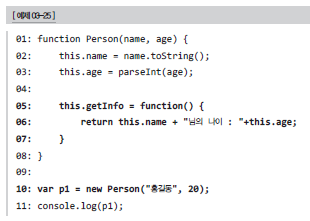 [예제 03-25]
01: function Person(name, age) {
02:     this.name = name.toString();
03:     this.age = parseInt(age);
04:
05:     this.getInfo = function() {
06:         return this.name + "님의 나이 : "+this.age;
07:     }
08: }
09:
10: var p1 = new Person("홍길동", 20);
11: console.log(p1);